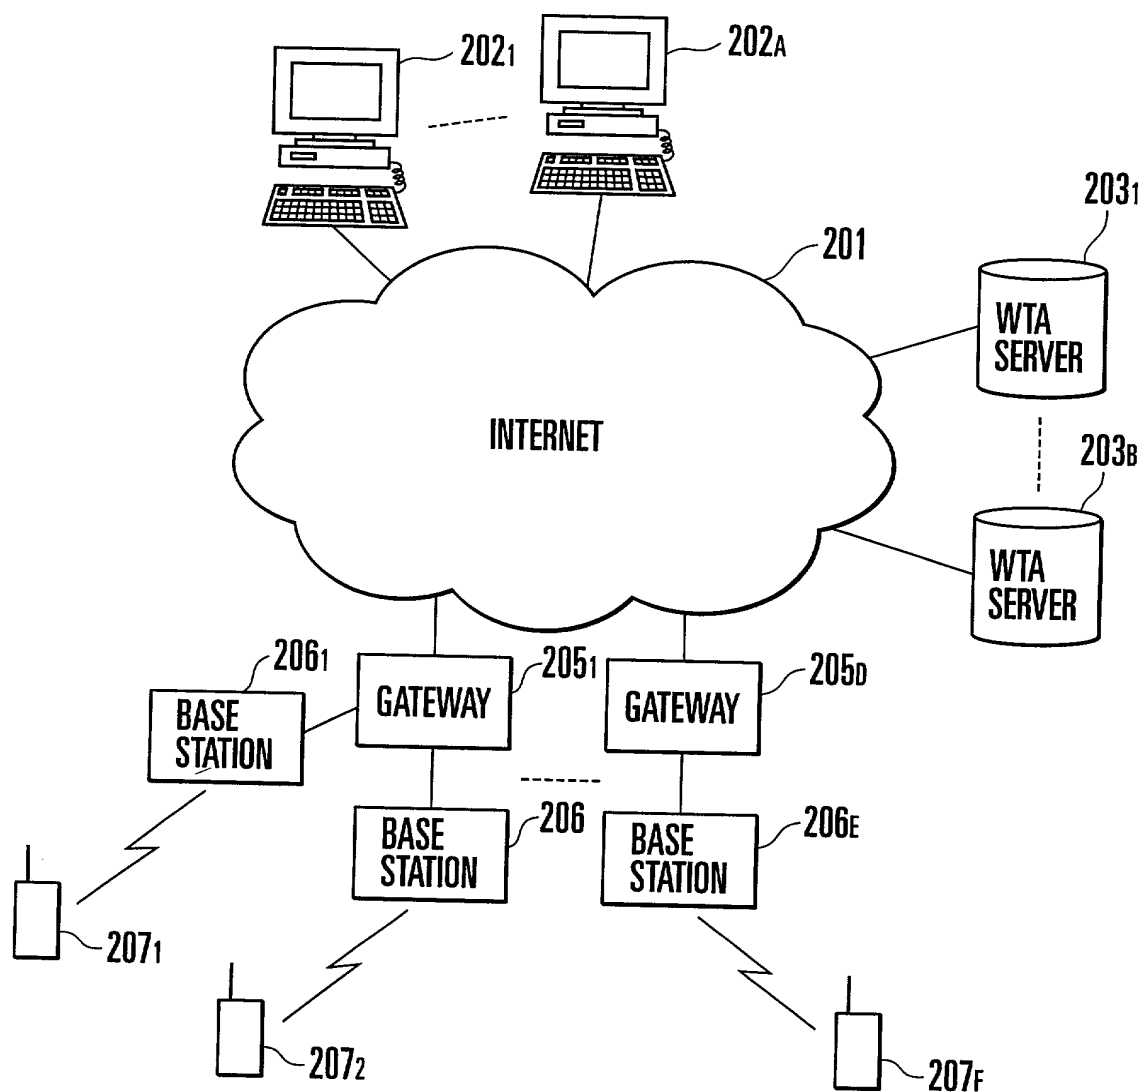 202₁
202A
201
203₁
WTA
SERVER
INTERNET
203B
WTA
SERVER
206₁
205₁
205D
BASE
STATION
GATEWAY
GATEWAY
206
206E
BASE
STATION
BASE
STATION
207₁
207₂
207F